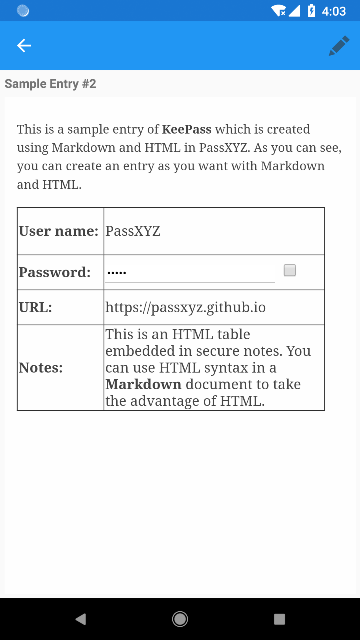 4:03
Sample Entry #2
This is a sample entry of KeePass which is created
using Markdown and HTML in PassXYZ. As you can see,
you can create an entry as you want with Markdown
and HTML.
User name: PassXYZ
Password: •••••
URL: https://passxyz.github.io
Notes: This is an HTML table
embedded in secure notes. You
can use HTML syntax in a
Markdown document to take
the advantage of HTML.